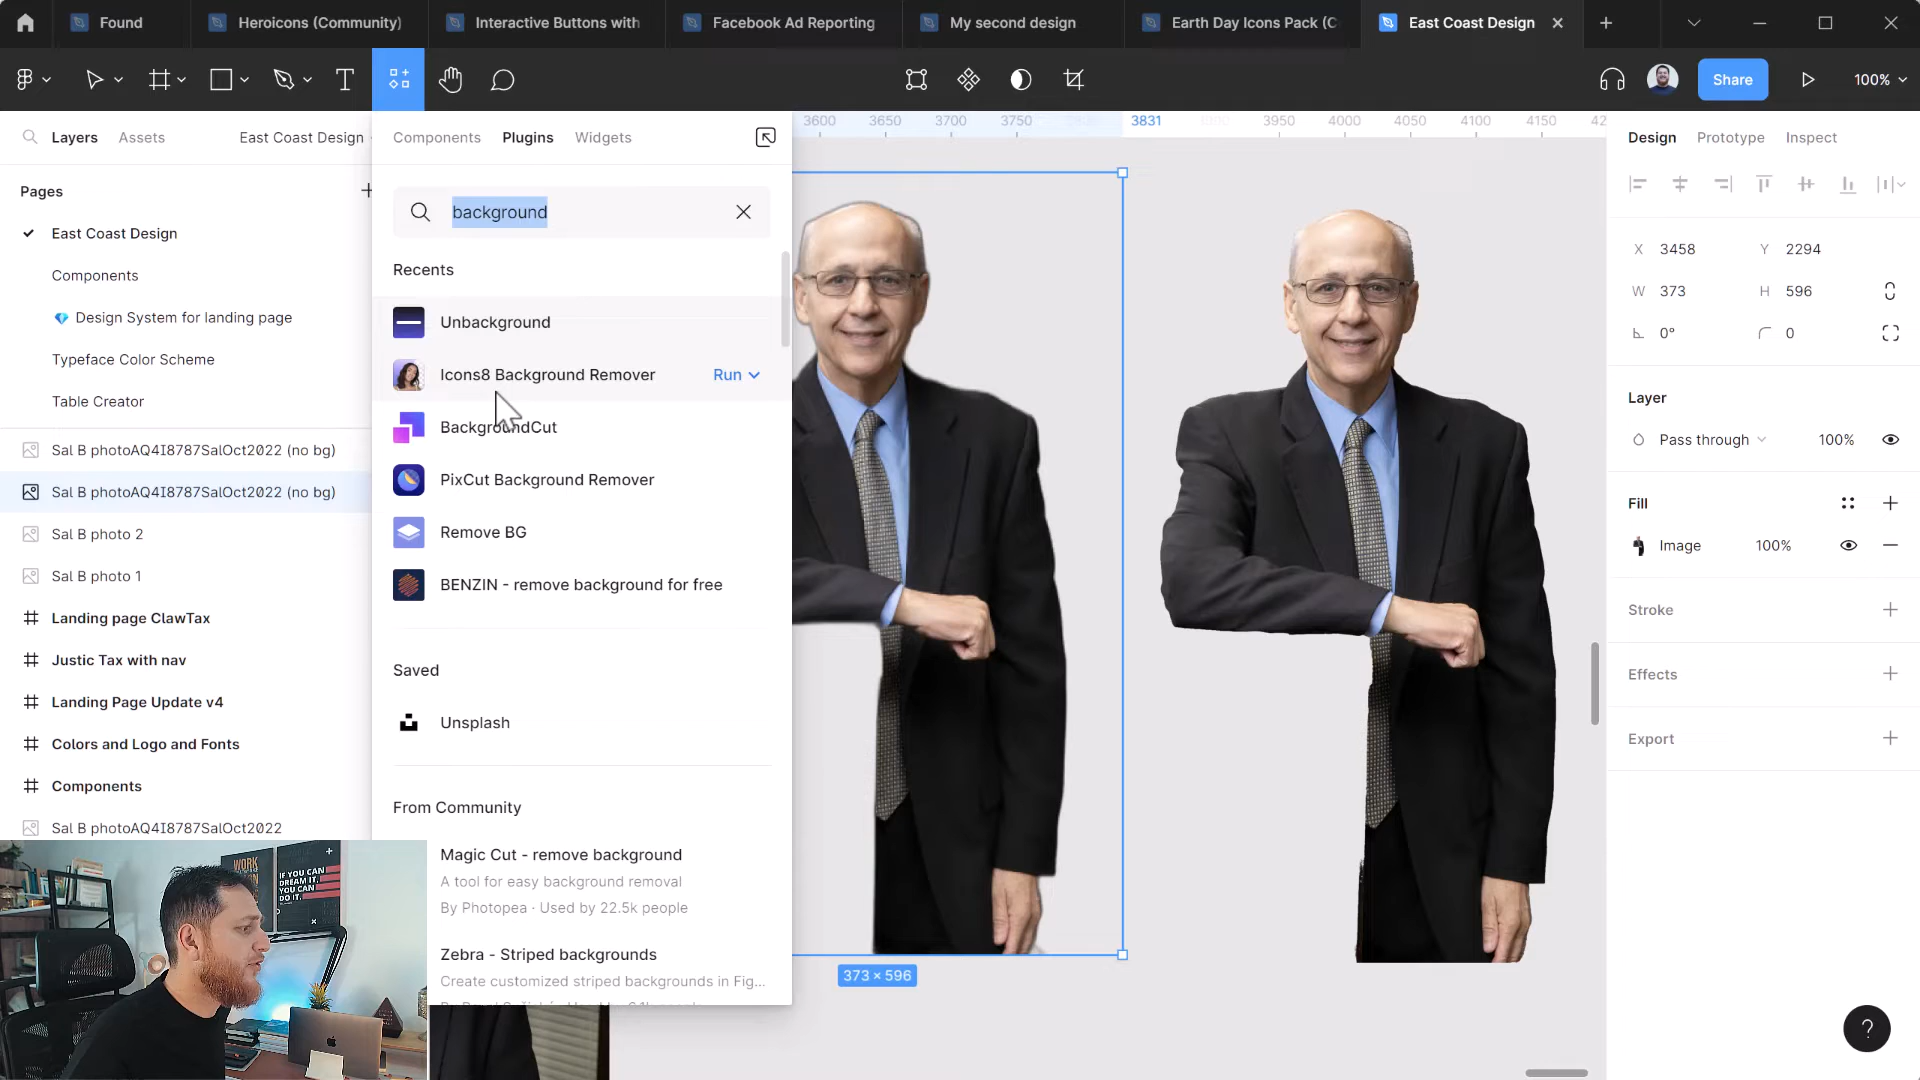 Found
Heroicons (Community)
Interactive Buttons with
Facebook Ad Reporting
My second design
Earth Day Icons Pack (C
East Coast Design
Share
100%
Layers
Assets
East Coast Design
Components
Plugins
Widgets
3600
3650
3700
3750
3831
3950
4000
4050
4100
4150
42
Design
Prototype
Inspect
Pages
East Coast Design
Components
Design System for landing page
Typeface Color Scheme
Table Creator
Sal B photoAQ4I8787SalOct2022 (no bg)
Sal B photoAQ4I8787SalOct2022 (no bg)
Sal B photo 2
Sal B photo 1
Landing page ClawTax
Justic Tax with nav
Landing Page Update v4
Colors and Logo and Fonts
Components
Sal B photoAQ4I8787SalOct2022
background
Recents
Unbackground
Icons8 Background Remover
Run
BackgroundCut
PixCut Background Remover
Remove BG
BENZIN - remove background for free
Saved
Unsplash
From Community
Magic Cut - remove background
A tool for easy background removal
By Photopea · Used by 22.5k people
Zebra - Striped backgrounds
Create customized striped backgrounds in Fig...
373 × 596
X 3458
Y 2294
W 373
H 596
0°
0
Layer
Pass through
100%
Fill
Image
100%
Stroke
Effects
Export
?
WORK
IF YOU CAN
DREAM IT,
YOU CAN
DO IT.